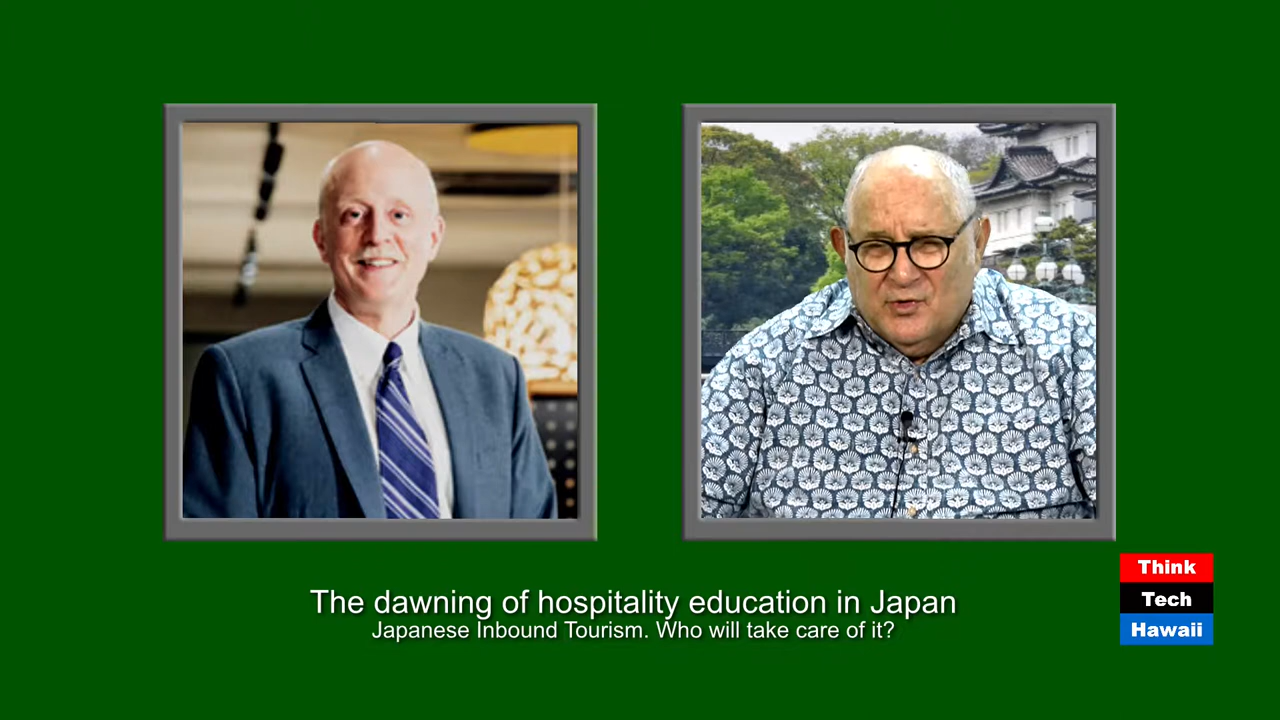 The dawning of hospitality education in Japan
Japanese Inbound Tourism. Who will take care of it?
Think
Tech
Hawaii